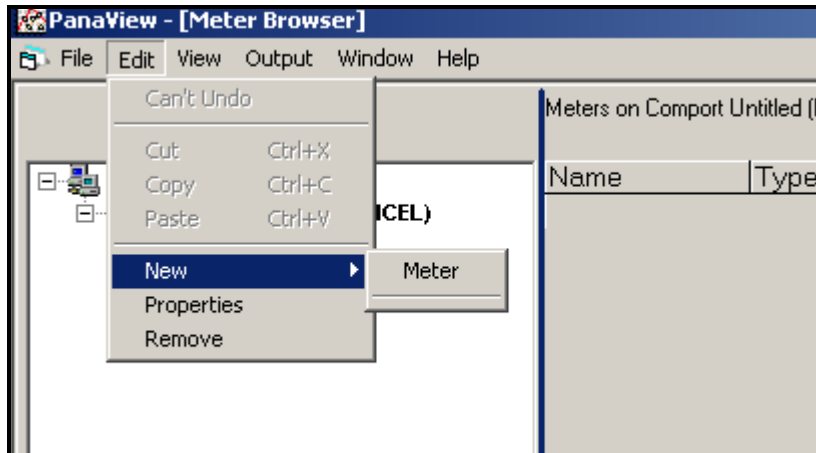 PanaView - [Meter Browser]
File Edit View Output Window Help
Can't Undo
Cut Ctrl+X
Copy Ctrl+C
Paste Ctrl+V
New
Properties
Remove
Meter
ICEL)
Meters on Comport Untitled (
Name Type